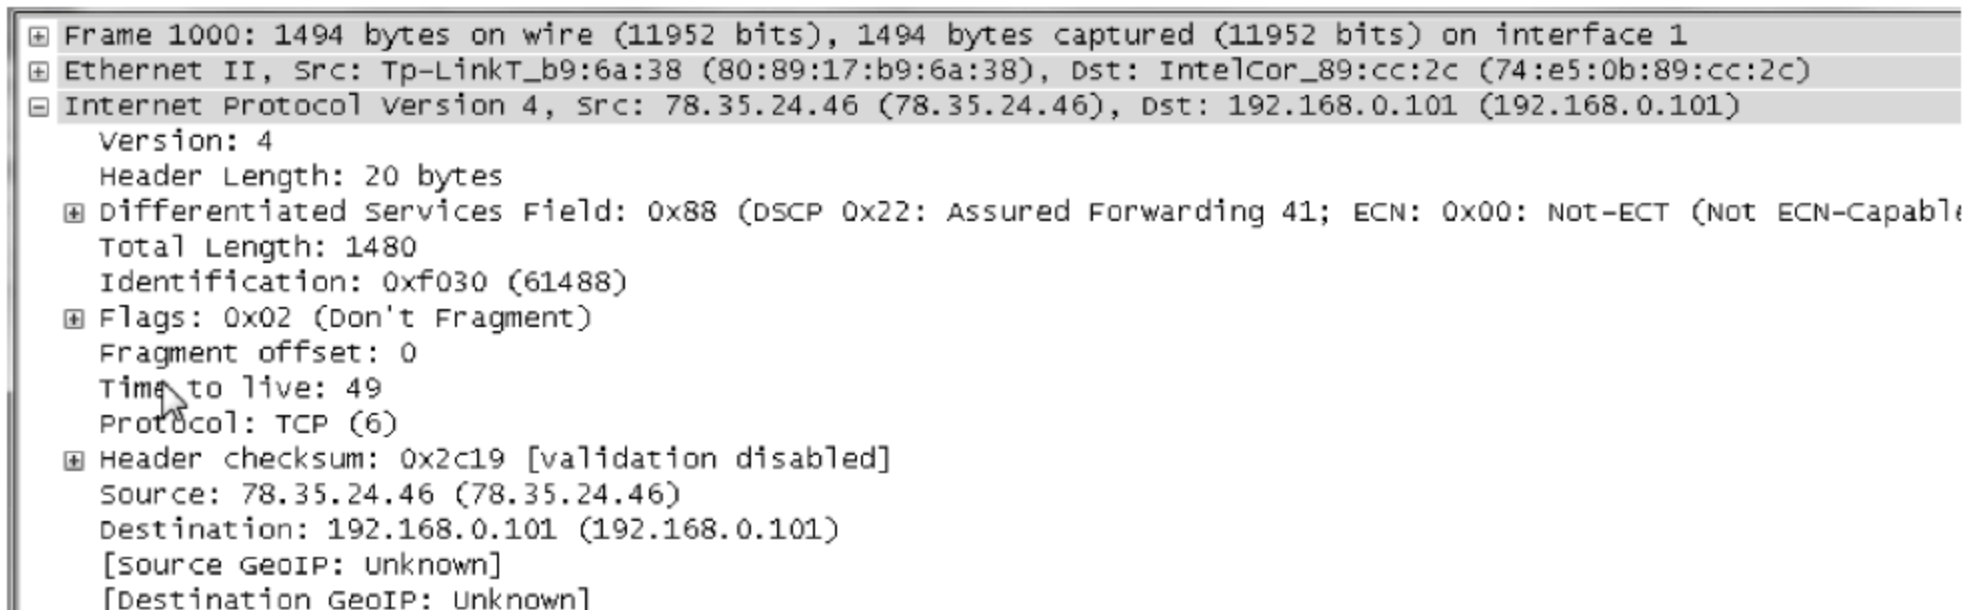 Frame 1000: 1494 bytes on wire (11952 bits), 1494 bytes captured (11952 bits) on interface 1
Ethernet II, Src: Tp-LinkT_b9:6a:38 (80:89:17:b9:6a:38), Dst: IntelCor_89:cc:2c (74:e5:0b:89:cc:2c)
Internet Protocol Version 4, Src: 78.35.24.46 (78.35.24.46), Dst: 192.168.0.101 (192.168.0.101)
Version: 4
Header Length: 20 bytes
Differentiated Services Field: 0x88 (DSCP 0x22: Assured Forwarding 41; ECN: 0x00: Not-ECT (Not ECN-Capable
Total Length: 1480
Identification: 0xf030 (61488)
Flags: 0x02 (Don't Fragment)
Fragment offset: 0
Time to live: 49
Protocol: TCP (6)
Header checksum: 0x2c19 [validation disabled]
Source: 78.35.24.46 (78.35.24.46)
Destination: 192.168.0.101 (192.168.0.101)
[Source GeoIP: Unknown]
[Destination GeoIP: Unknown]